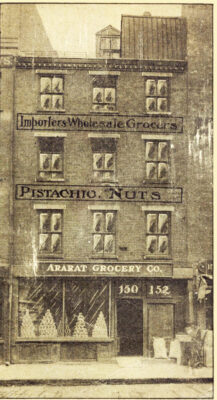 Importers Wholesale Grocers
PISTACHIO. NUTS
ARARAT GROCERY CO.
150 152